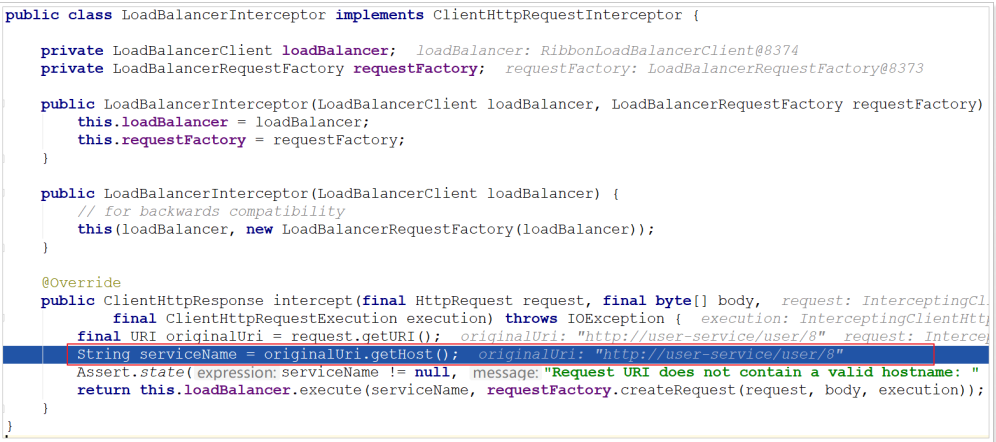 public class LoadBalancerInterceptor implements ClientHttpRequestInterceptor {
private LoadBalancerClient loadBalancer; loadBalancer: RibbonLoadBalancerClient@8374
private LoadBalancerRequestFactory requestFactory; requestFactory: LoadBalancerRequestFactory@8373
public LoadBalancerInterceptor(LoadBalancerClient loadBalancer, LoadBalancerRequestFactory requestFactory)
this.loadBalancer = loadBalancer;
this.requestFactory = requestFactory;
}
public LoadBalancerInterceptor(LoadBalancerClient loadBalancer) {
// for backwards compatibility
this(loadBalancer, new LoadBalancerRequestFactory(loadBalancer));
}
@Override
public ClientHttpResponse intercept(final HttpRequest request, final byte[] body, request: InterceptingCl
final ClientHttpRequestExecution execution) throws IOException { execution: InterceptingClientHtt
final URI originalUri = request.getURI(); originalUri: "http://user-service/user/8" request: Intercep
String serviceName = originalUri.getHost(); originalUri: "http://user-service/user/8"
Assert.state( expression: serviceName != null, message: "Request URI does not contain a valid hostname: "
return this.loadBalancer.execute(serviceName, requestFactory.createRequest(request, body, execution));
}
}